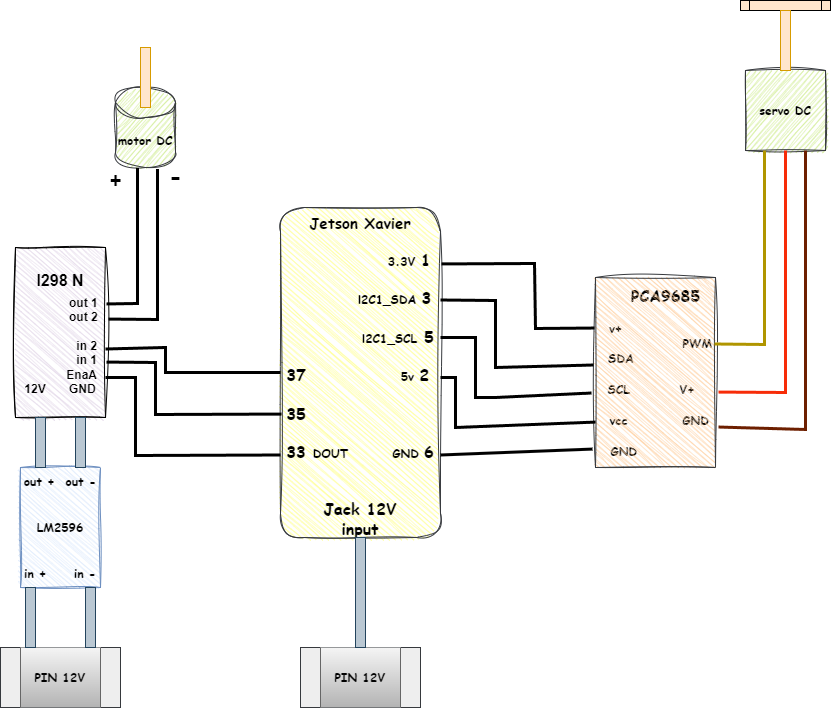 servo DC
motor DC
+ -
Jetson Xavier
3.3V 1
I2C1_SDA 3
I2C1_SCL 5
5v 2
GND 6
37
35
33 DOUT
Jack 12V
input
l298 N
out 1
out 2
in 2
in 1
EnaA
12V GND
PCA9685
v+
SDA
SCL
vcc
GND
PWM
V+
GND
out + out -
LM2596
in + in -
PIN 12V
PIN 12V